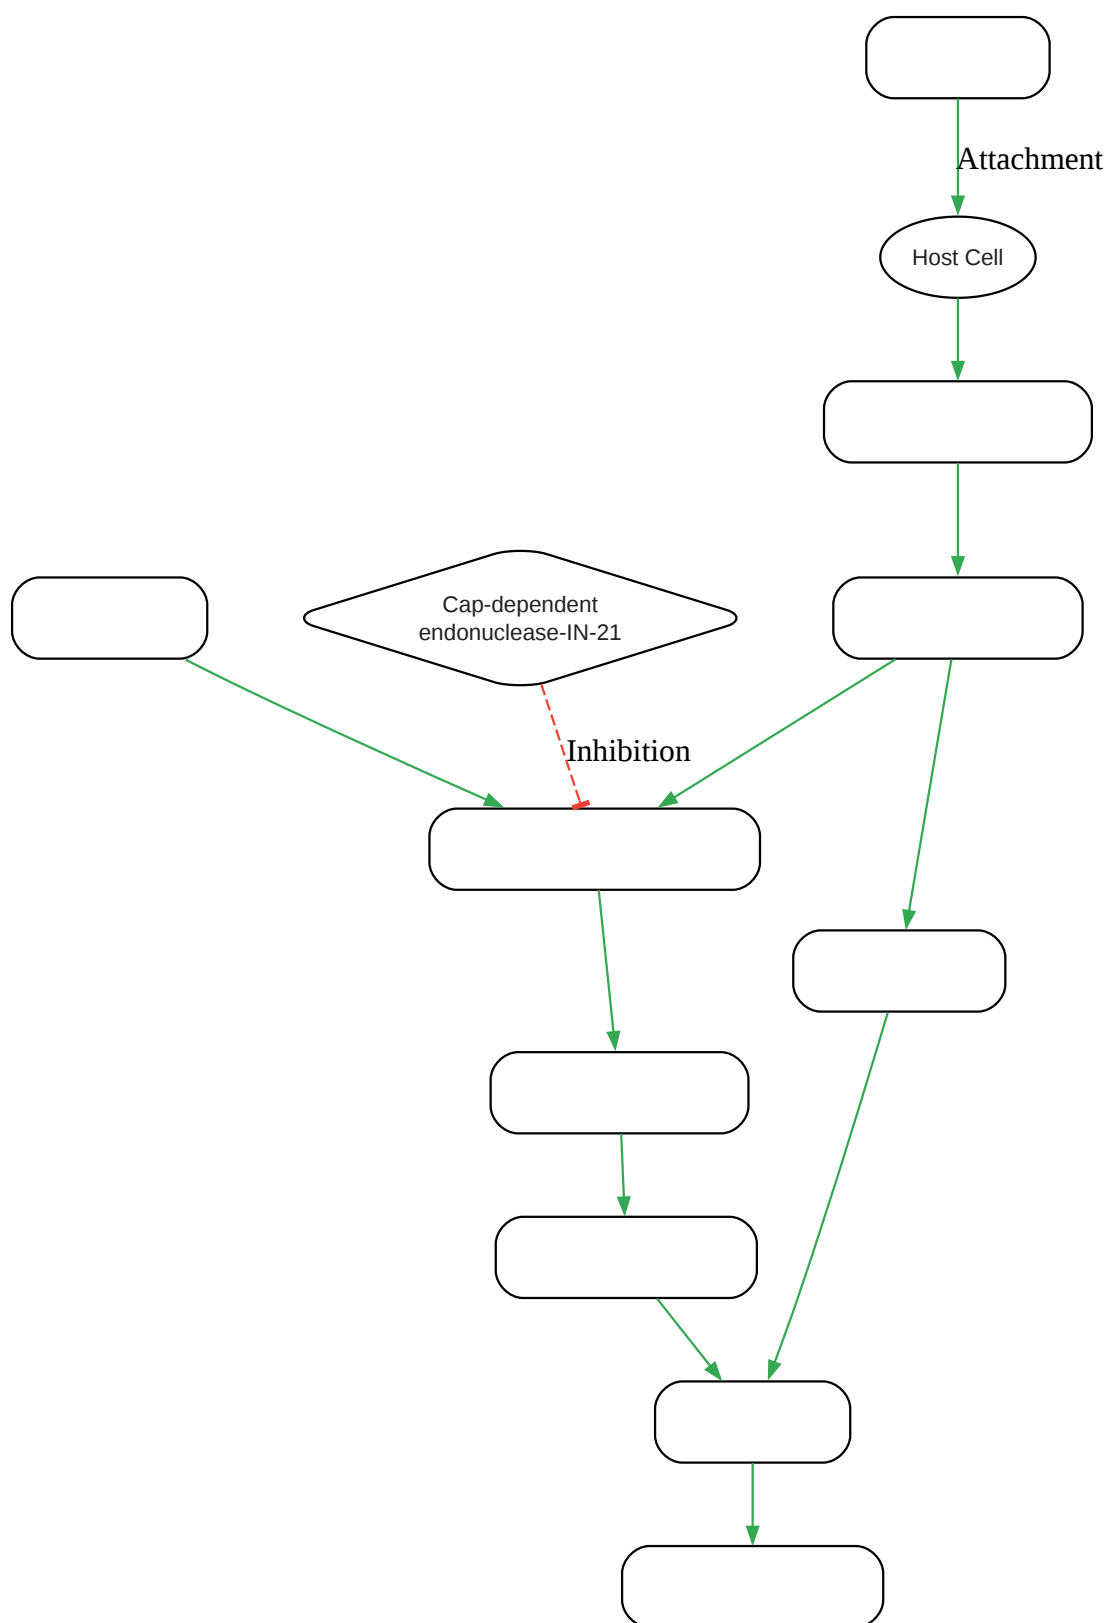 Attachment
Host Cell
Cap-dependent
endonuclease-IN-21
Inhibition